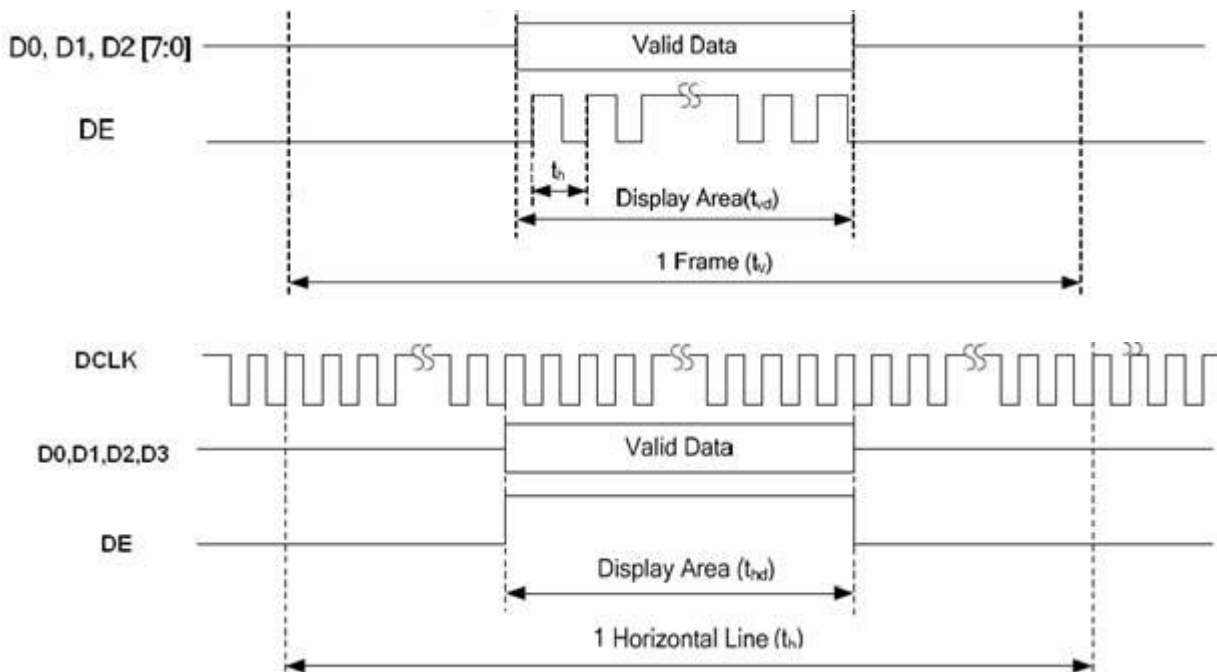 D0, D1, D2 [7:0]
Valid Data
DE
th
Display Area(tvd)
1 Frame (tv)
DCLK
D0,D1,D2,D3
Valid Data
DE
Display Area (thd)
1 Horizontal Line (th)